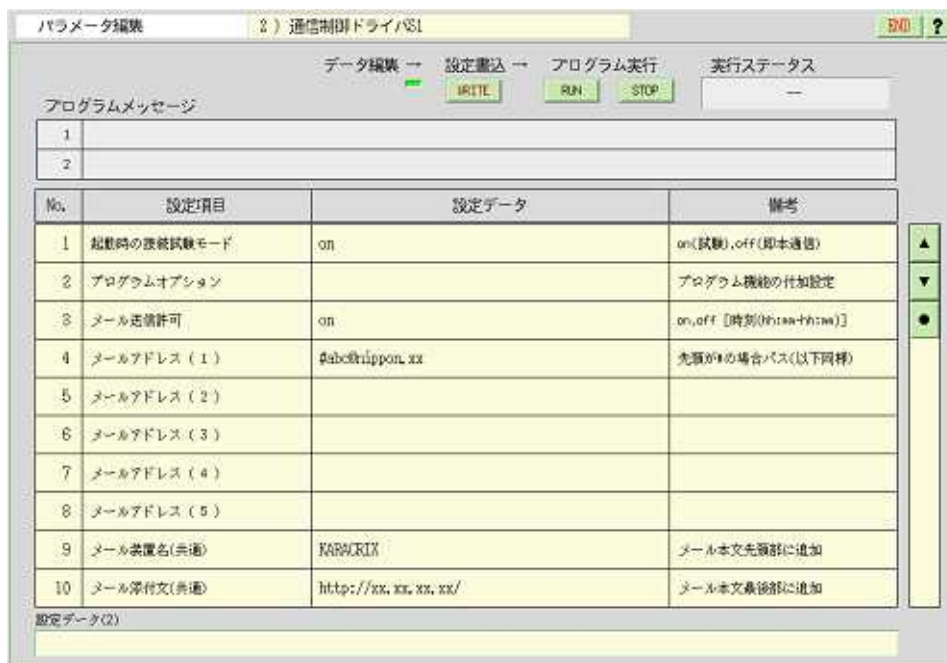 パラメータ編集 2 ) 通信制御ドライバS1 END ?
データ編集 → 設定書込 → プログラム実行 実行ステータス
WRITE RUN STOP --
プログラムメッセージ
1
2
No. 設定項目 設定データ 備考
1 起動時の接続試験モード on on(試験),off(即本通信)
2 プログラムオプション プログラム機能の付加設定
3 メール送信許可 on on,off [時刻(hh:mm-hh:mm)]
4 メールアドレス ( 1 ) #abc@nippon.xx 先頭が#の場合パス(以下同様)
5 メールアドレス ( 2 )
6 メールアドレス ( 3 )
7 メールアドレス ( 4 )
8 メールアドレス ( 5 )
9 メール装置名(共通) KARACRIX メール本文先頭部に追加
10 メール添付文(共通) http://xx.xx.xx.xx/ メール本文最後部に追加
設定データ(2)